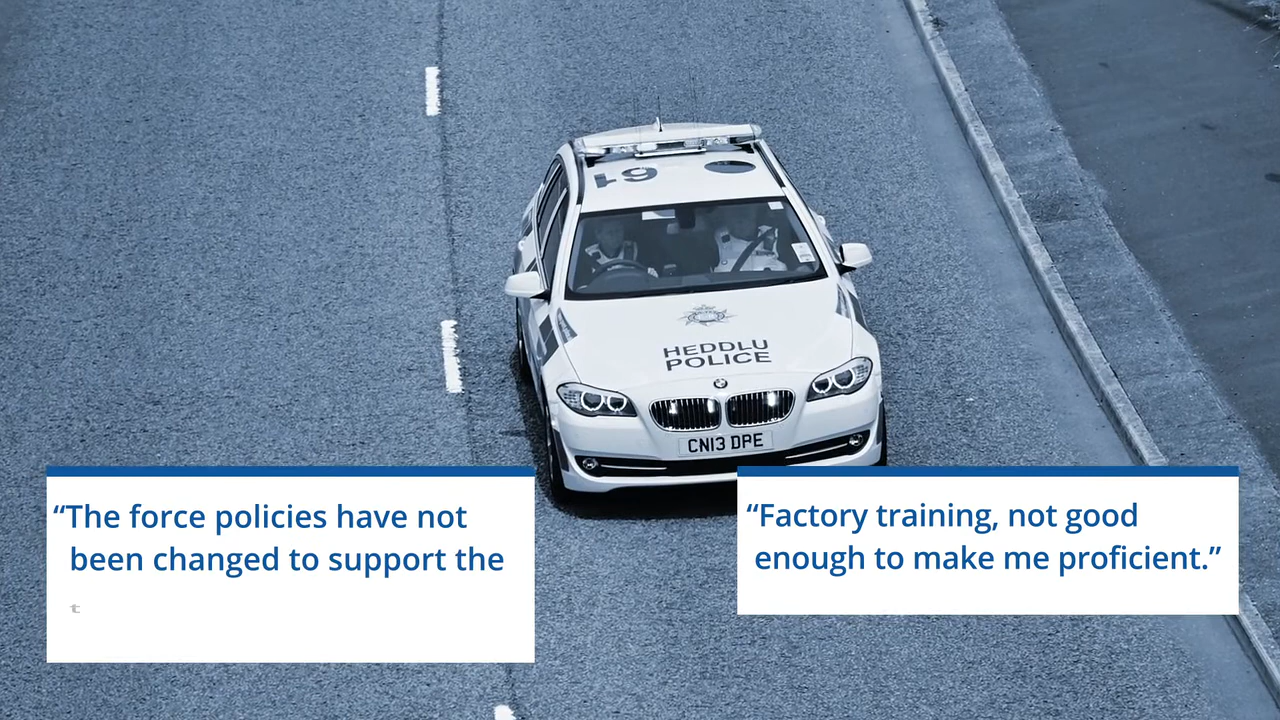 19
HEDDLU
POLICE
CN13 DPE
“The force policies have not
been changed to support the
t
“Factory training, not good
enough to make me proficient.”